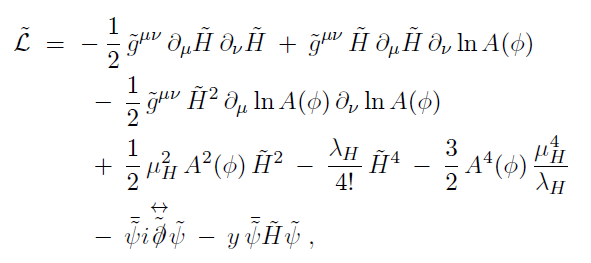 $\tilde{\mathcal{L}} \;=\; -\,\frac{1}{2}\,\tilde{g}^{\mu\nu}\,\partial_\mu \tilde{H}\,\partial_\nu \tilde{H} \,+\, \tilde{g}^{\mu\nu}\,\tilde{H}\,\partial_\mu \tilde{H}\,\partial_\nu \ln A(\phi)$
$-\,\frac{1}{2}\,\tilde{g}^{\mu\nu}\,\tilde{H}^2\,\partial_\mu \ln A(\phi)\,\partial_\nu \ln A(\phi)$
$+\,\frac{1}{2}\,\mu_H^2\,A^2(\phi)\,\tilde{H}^2 \,-\, \frac{\lambda_H}{4!}\,\tilde{H}^4 \,-\, \frac{3}{2}\,A^4(\phi)\,\frac{\mu_H^4}{\lambda_H}$
$-\,\bar{\tilde{\psi}} i \overset{\leftrightarrow}{\tilde{\not\partial}} \tilde{\psi} \,-\, y\,\bar{\tilde{\psi}} \tilde{H} \tilde{\psi}\,,$